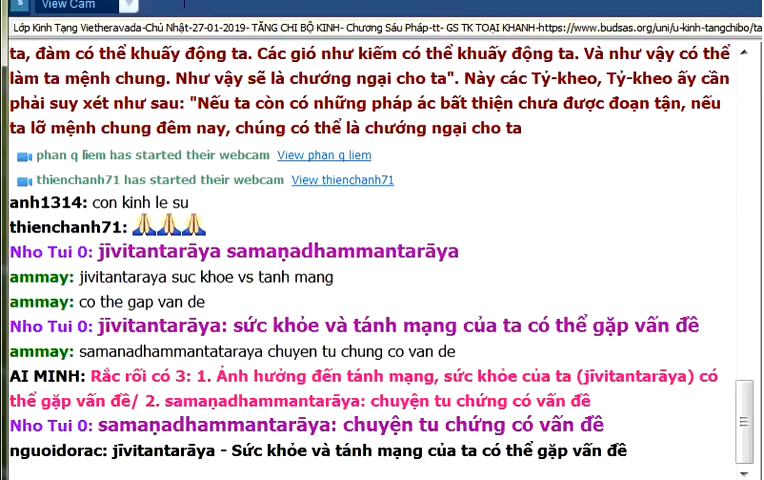 View Cam
Lớp Kinh Tạng Vietheravada-Chú Nhật-27-01-2019- TĂNG CHI BỘ KINH- Chương Sáu Pháp-tt- GS TK TOẠI KHANH-https://www.budsas.org/uni/u-kinh-tangchibo/ta
ta, đàm có thể khuấy động ta. Các gió như kiếm có thể khuấy động ta. Và như vậy có thể
làm ta mệnh chung. Như vậy sẽ là chướng ngại cho ta". Này các Tỷ-kheo, Tỷ-kheo ấy cần
phải suy xét như sau: "Nếu ta còn có những pháp ác bất thiện chưa được đoạn tận, nếu
ta lỡ mệnh chung đêm nay, chúng có thể là chướng ngại cho ta
phan q liem has started their webcam View phan q liem
thienchanh71 has started their webcam View thienchanh71
anh1314: con kinh le su
thienchanh71: 🙏🙏🙏
Nho Tui 0: jīvitantarāya samaṇadhammantarāya
ammay: jivitantaraya suc khoe vs tanh mang
ammay: co the gap van de
Nho Tui 0: jīvitantarāya: sức khỏe và tánh mạng của ta có thể gặp vấn đề
ammay: samanadhammantataraya chuyen tu chung co van de
AI MINH: Rắc rối có 3: 1. Ảnh hưởng đến tánh mạng, sức khỏe của ta (jīvitantarāya) có
thể gặp vấn đề/ 2. samaṇadhammantarāya: chuyện tu chứng có vấn đề
Nho Tui 0: samaṇadhammantarāya: chuyện tu chứng có vấn đề
nguoidorac: jīvitantarāya - Sức khỏe và tánh mạng của ta có thể gặp vấn đề